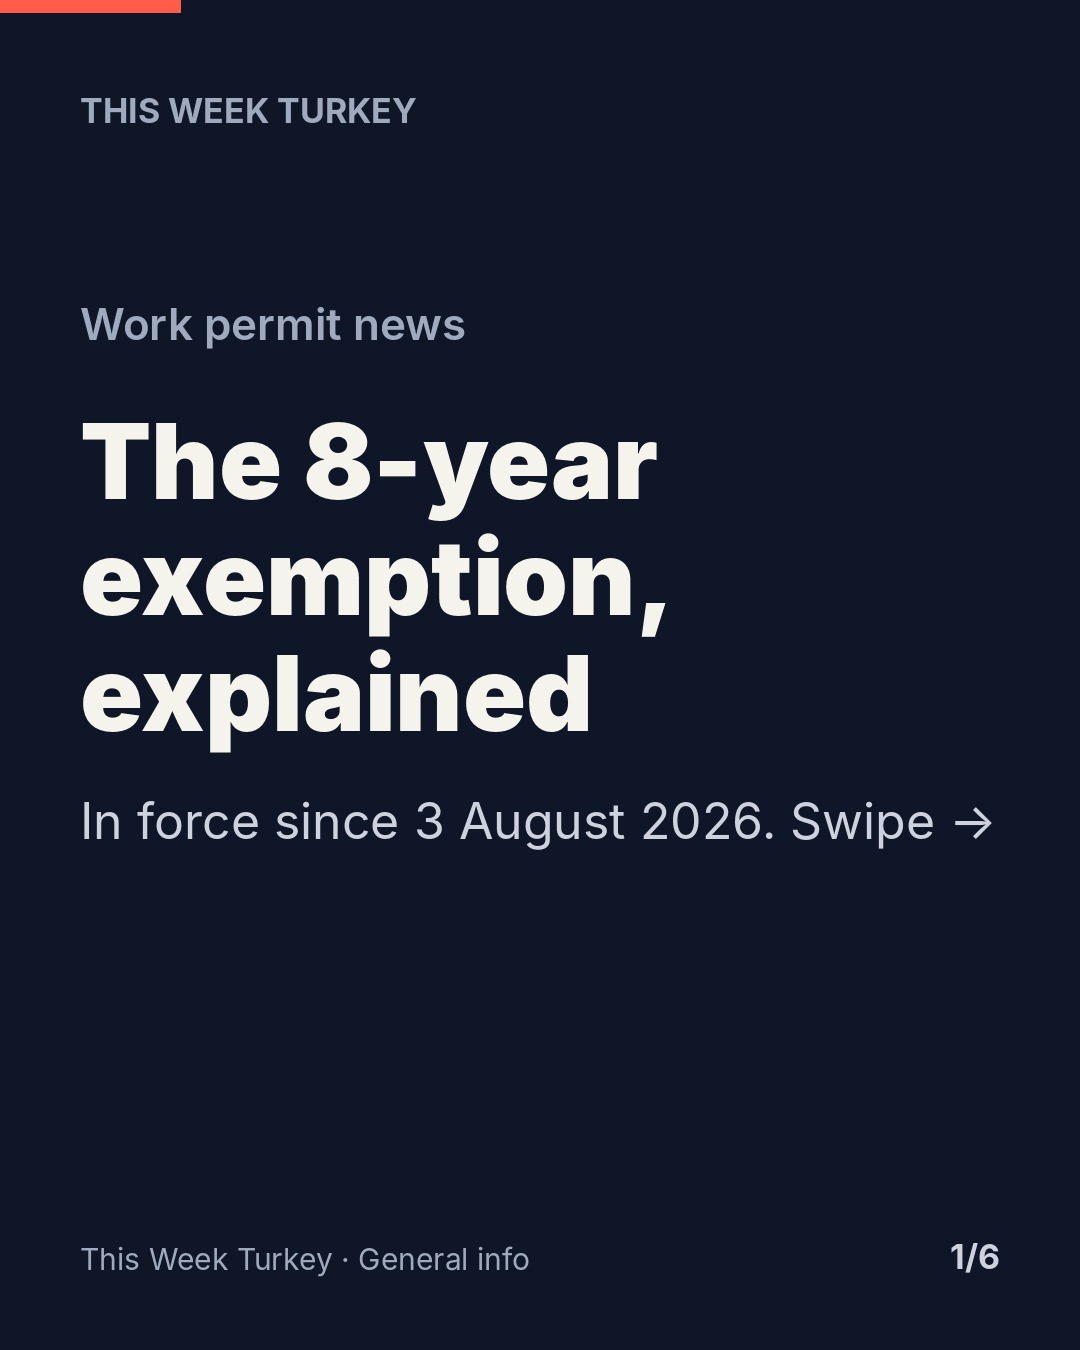 THIS WEEK TURKEY
Work permit news
The 8-year
exemption,
explained
In force since 3 August 2026. Swipe →
This Week Turkey · General info
1/6